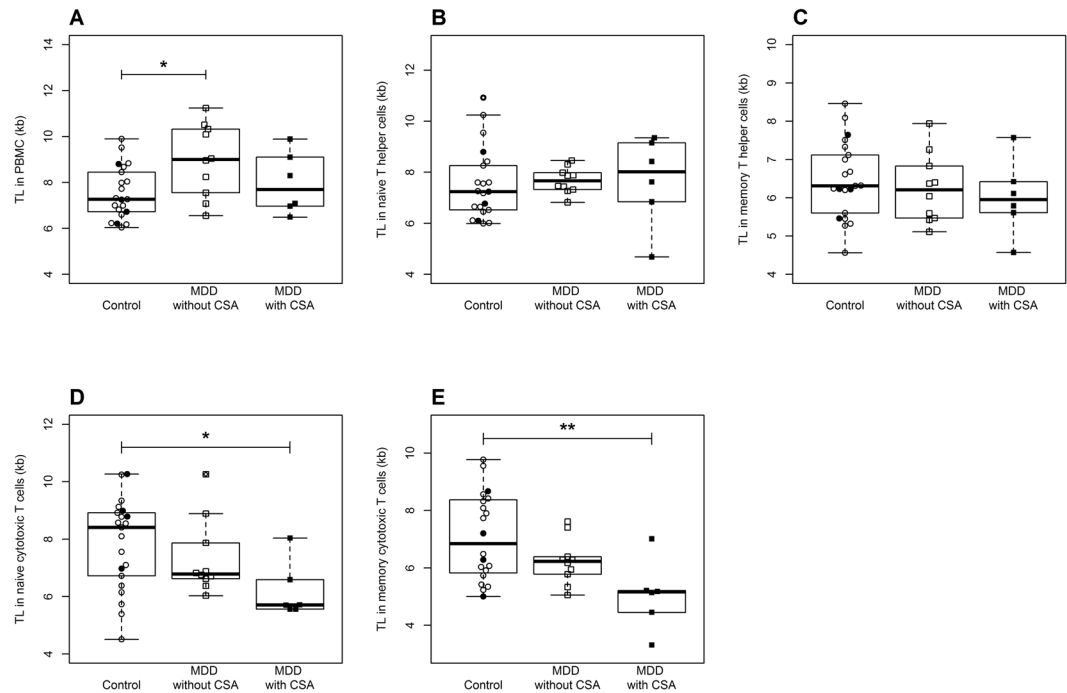 A
TL in PBMC (kb)
14
12
10
8
6
4
*
Control
MDD
without CSA
MDD
with CSA
B
TL in naive T helper cells (kb)
12
10
8
6
4
Control
MDD
without CSA
MDD
with CSA
C
TL in memory T helper cells (kb)
10
9
8
7
6
5
4
Control
MDD
without CSA
MDD
with CSA
D
TL in naive cytotoxic T cells (kb)
12
10
8
6
4
*
Control
MDD
without CSA
MDD
with CSA
E
TL in memory cytotoxic T cells (kb)
10
8
6
4
**
Control
MDD
without CSA
MDD
with CSA